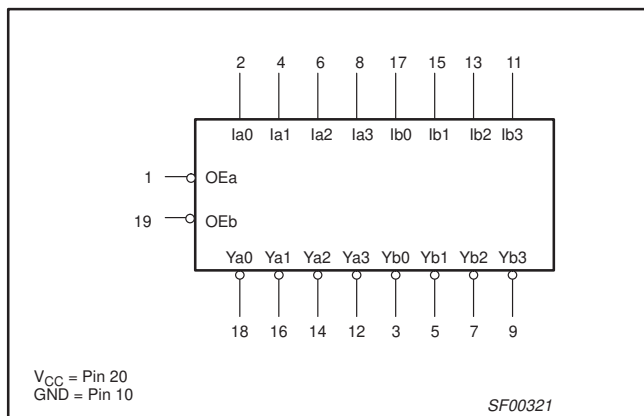 2 4 6 8 17 15 13 11
Ia0 Ia1 Ia2 Ia3 Ib0 Ib1 Ib2 Ib3
1 OEa
19 OEb
Ya0 Ya1 Ya2 Ya3 Yb0 Yb1 Yb2 Yb3
18 16 14 12 3 5 7 9
VCC = Pin 20
GND = Pin 10
SF00321